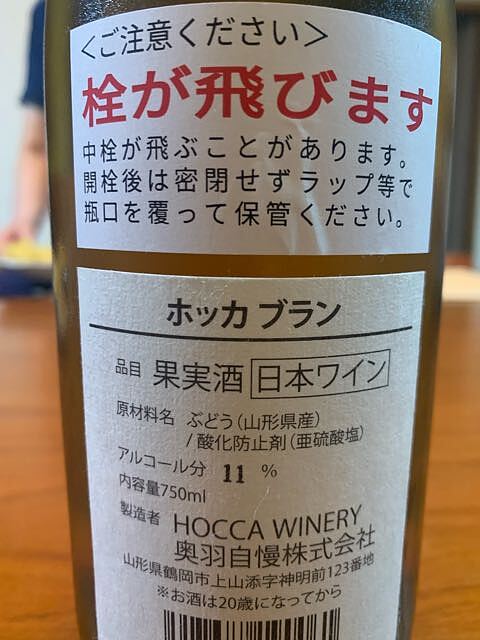 <ご注意ください>
栓が飛びます
中栓が飛ぶことがあります。
開栓後は密閉せずラップ等で
瓶口を覆って保管ください。
ホッカ ブラン
品目 果実酒 日本ワイン
原材料名 ぶどう(山形県産)
/酸化防止剤(亜硫酸塩)
アルコール分 11 %
内容量750ml
製造者 HOCCA WINERY
奥羽自慢株式会社
山形県鶴岡市上山添字神明前123番地
※お酒は20歳になってから